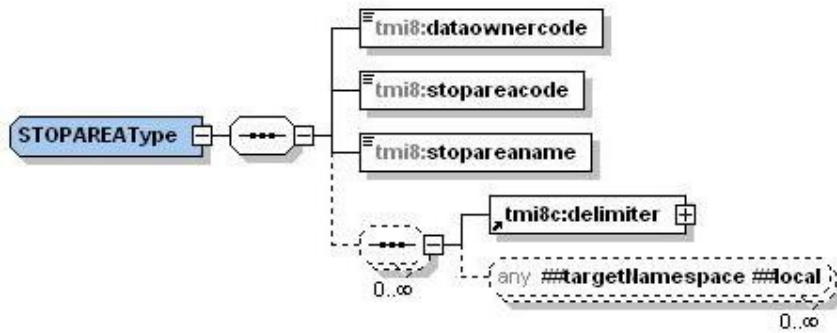 tmi8:dataownercode
tmi8:stopareacode
STOPAREAType
tmi8:stopareaname
tmi8c:delimiter
0..∞
any ##targetNamespace ##local
0..∞